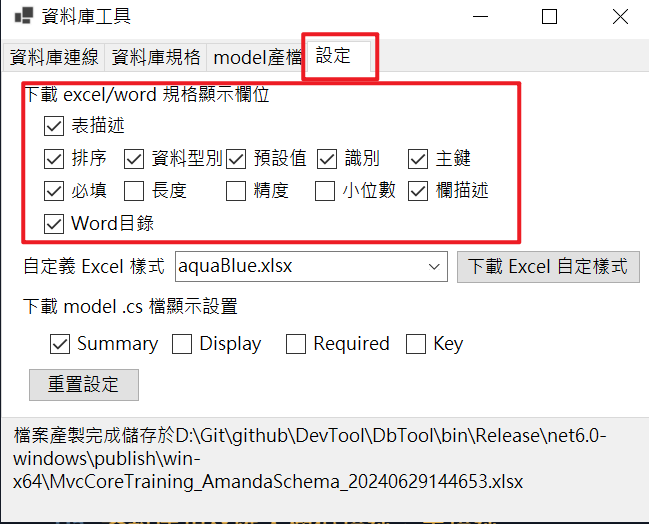 資料庫工具
資料庫連線 資料庫規格 model產檔 設定
下載 excel/word 規格顯示欄位
表描述
排序 資料型別 預設值 識別 主鍵
必填 長度 精度 小位數 欄描述
Word目錄
自定義 Excel 樣式 aquaBlue.xlsx 下載 Excel 自定樣式
下載 model .cs 檔顯示設置
Summary Display Required Key
重置設定
檔案產製完成儲存於D:\Git\github\DevTool\DbTool\bin\Release\net6.0-
windows\publish\win-
x64\MvcCoreTraining_AmandaSchema_20240629144653.xlsx